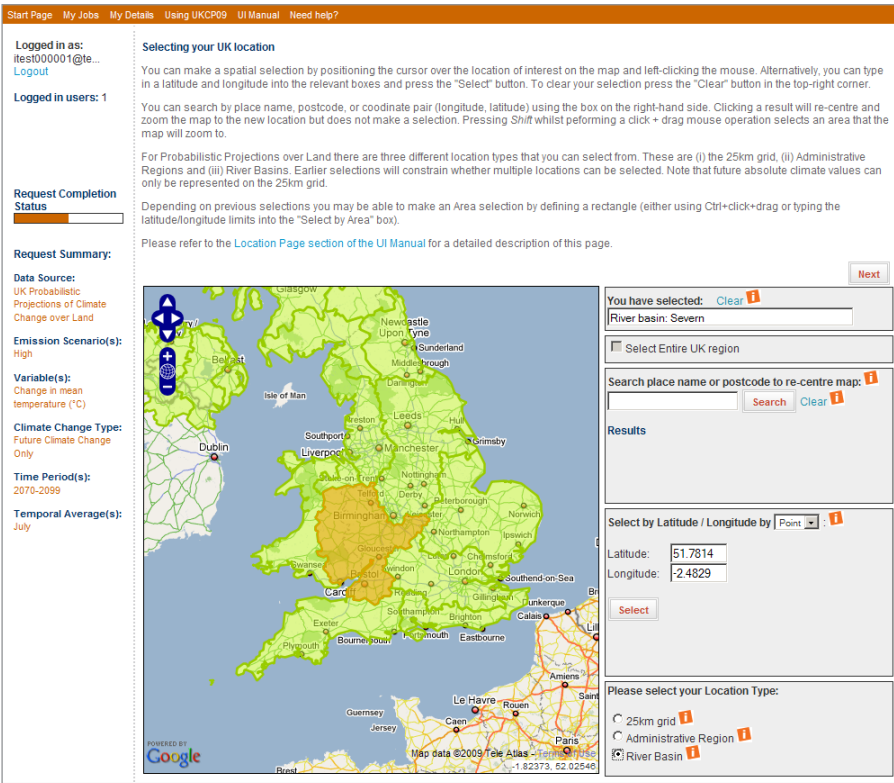 Start Page My Jobs My Details Using UKCP09 UI Manual Need help?
Logged in as:
itest000001@te...
Logout
Logged in users: 1
Request Completion
Status
Request Summary:
Data Source:
UK Probabilistic
Projections of Climate
Change over Land
Emission Scenario(s):
High
Variable(s):
Change in mean
temperature (°C)
Climate Change Type:
Future Climate Change
Only
Time Period(s):
2070-2099
Temporal Average(s):
July
Selecting your UK location
You can make a spatial selection by positioning the cursor over the location of interest on the map and left-clicking the mouse. Alternatively, you can type
in a latitude and longitude into the relevant boxes and press the "Select" button. To clear your selection press the "Clear" button in the top-right corner.
You can search by place name, postcode, or coodinate pair (longitude, latitude) using the box on the right-hand side. Clicking a result will re-centre and
zoom the map to the new location but does not make a selection. Pressing Shift whilst peforming a click + drag mouse operation selects an area that the
map will zoom to.
For Probabilistic Projections over Land there are three different location types that you can select from. These are (i) the 25km grid, (ii) Administrative
Regions and (iii) River Basins. Earlier selections will constrain whether multiple locations can be selected. Note that future absolute climate values can
only be represented on the 25km grid.
Depending on previous selections you may be able to make an Area selection by defining a rectangle (either using Ctrl+click+drag or typing the
latitude/longitude limits into the "Select by Area" box).
Please refer to the Location Page section of the UI Manual for a detailed description of this page.
Next
Glasgow
Newcastle
Upon Tyne
Sunderland
Middlesbrough
Darlington
Belfast
Isle of Man
Preston
Leeds
Hull
Southport
Dublin
Liverpool
Manchester
Grimsby
Stoke-on-Trent
Nottingham
Telford
Derby
Peterborough
Norwich
Birmingham
Leicester
Northampton
Ipswich
Gloucester
Luton
Chelmsford
Swansea
Swindon
London
Southend-on-Sea
Cardiff
Bristol
Reading
Gillingham
Dunkerque
Southampton
Brighton
Calais
Exeter
Bournemouth
Portsmouth
Eastbourne
Plymouth
Amiens
Le Havre
Rouen
Guernsey
Caen
Jersey
Paris
POWERED BY
Google
Map data ©2009 Tele Atlas - Terms of Use
Brest
-1.82373, 52.02546
You have selected: Clear i
River basin: Severn
Select Entire UK region
Search place name or postcode to re-centre map: i
Search Clear i
Results
Select by Latitude / Longitude by Point : i
Latitude: 51.7814
Longitude: -2.4829
Select
Please select your Location Type:
25km grid i
Administrative Region i
River Basin i